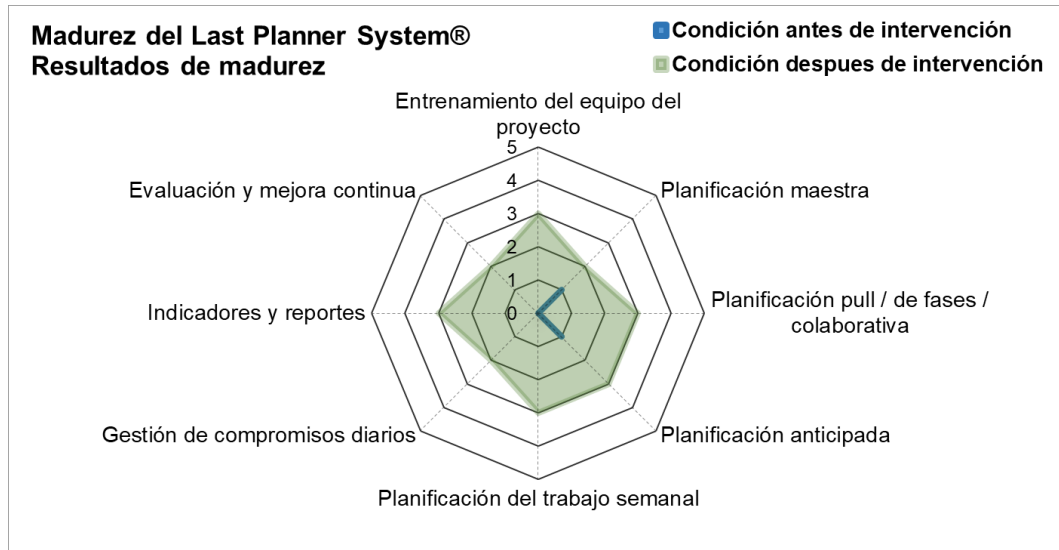 Madurez del Last Planner System®
Resultados de madurez
Condición antes de intervención
Condición despues de intervención
Entrenamiento del equipo del
proyecto
Evaluación y mejora continua
Planificación maestra
Indicadores y reportes
Planificación pull / de fases /
colaborativa
Gestión de compromisos diarios
Planificación anticipada
Planificación del trabajo semanal
5
4
3
2
1
0